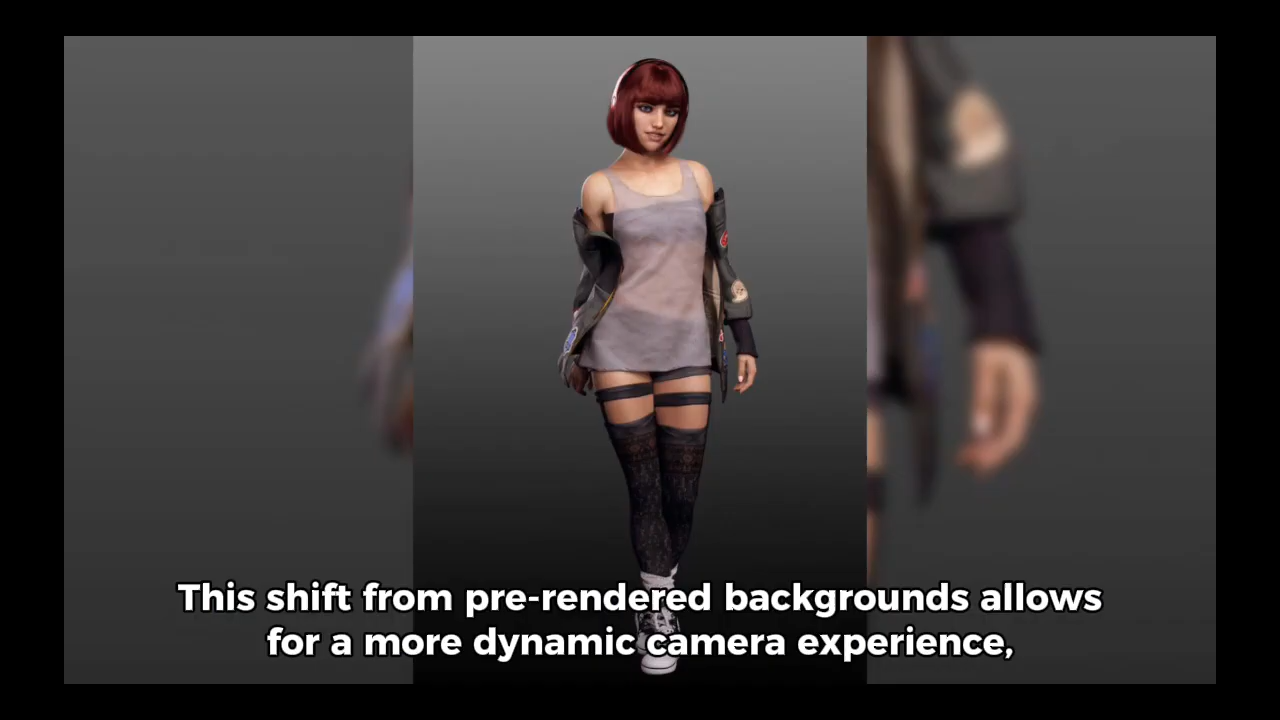 This shift from pre-rendered backgrounds allows
for a more dynamic camera experience,